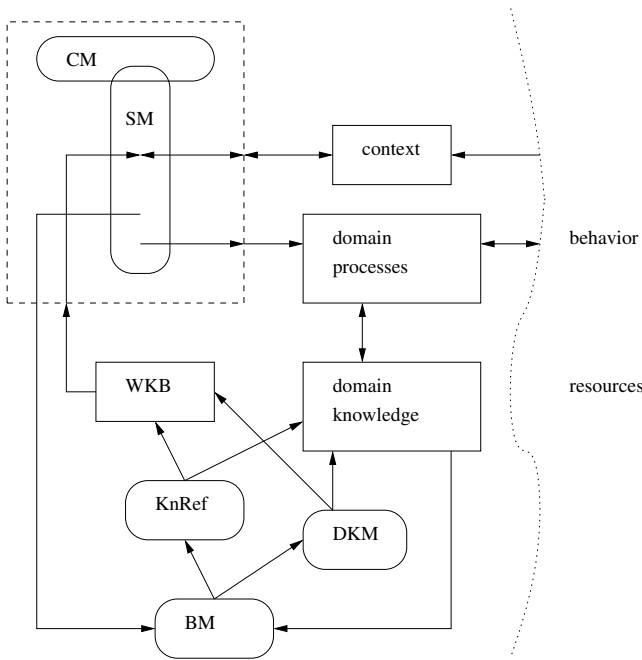 CM
SM
context
domain
processes
behavior
WKB
domain
knowledge
resources
KnRef
DKM
BM